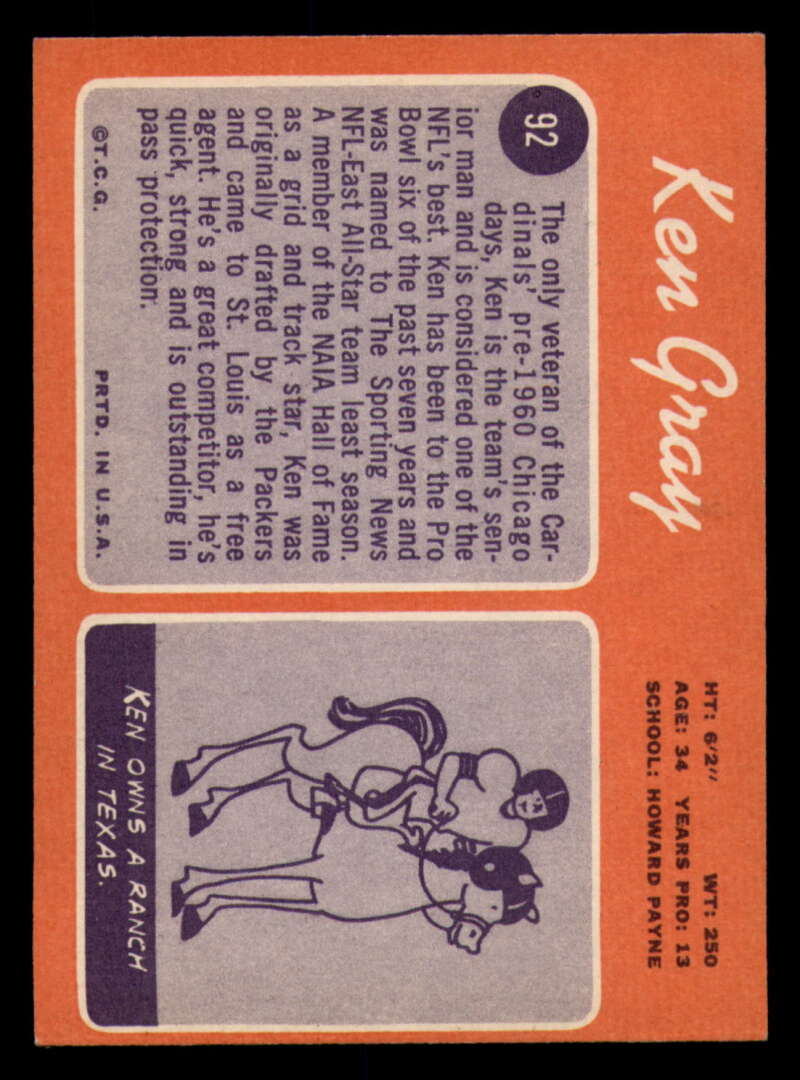 Ken Gray
HT: 6'2" WT: 250
AGE: 34 YEARS PRO: 13
SCHOOL: HOWARD PAYNE
92
The only veteran of the Car-
dinals' pre-1960 Chicago
days, Ken is the team's sen-
ior man and is considered one of the
NFL's best. Ken has been to the Pro
Bowl six of the past seven years and
was named to The Sporting News
NFL-East All-Star team least season.
A member of the NAIA Hall of Fame
as a grid and track star, Ken was
originally drafted by the Packers
and came to St. Louis as a free
agent. He's a great competitor, he's
quick, strong and is outstanding in
pass protection.
©T.C.G. PRTD. IN U.S.A.
KEN OWNS A RANCH
IN TEXAS.